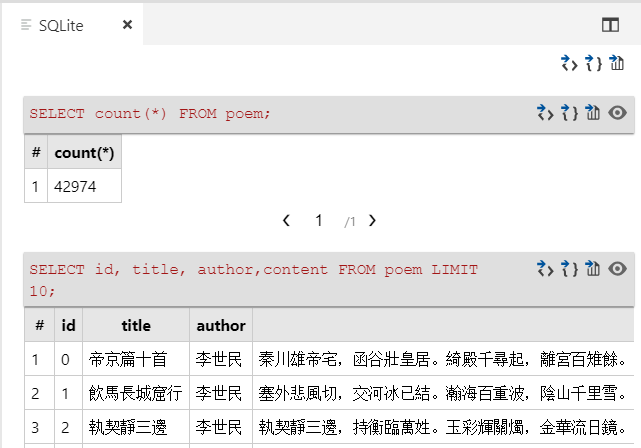 SQLite
SELECT count(*) FROM poem;
# count(*)
1 42974
1 /1
SELECT id, title, author,content FROM poem LIMIT
10;
# id title author
1 0 帝京篇十首 李世民 秦川雄帝宅，函谷壯皇居。綺殿千尋起，離宮百雉餘。
2 1 飲馬長城窟行 李世民 塞外悲風切，交河冰已結。瀚海百重波，陰山千里雪。
3 2 執契靜三邊 李世民 執契靜三邊，持衡臨萬姓。玉彩輝關燭，金華流日鏡。